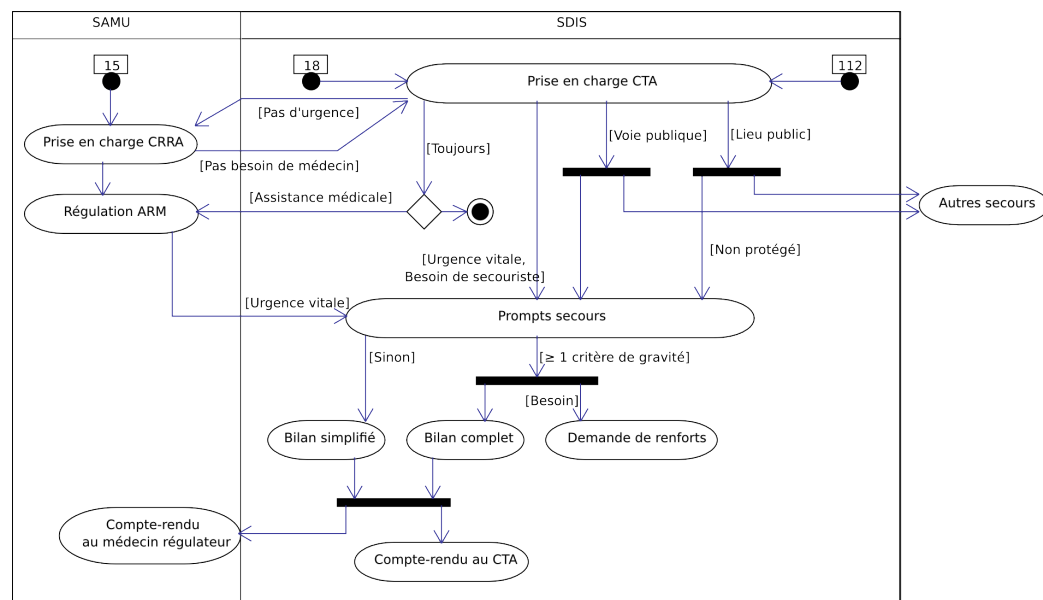 SAMU
SDIS
15
18
112
Prise en charge CTA
[Pas d'urgence]
[Voie publique]
[Lieu public]
Prise en charge CRRA
[Toujours]
[Pas besoin de médecin]
[Assistance médicale]
Régulation ARM
Autres secours
[Non protégé]
[Urgence vitale,
Besoin de secouriste]
[Urgence vitale]
Prompts secours
[Sinon]
[≥ 1 critère de gravité]
[Besoin]
Bilan simplifié
Bilan complet
Demande de renforts
Compte-rendu
au médecin régulateur
Compte-rendu au CTA